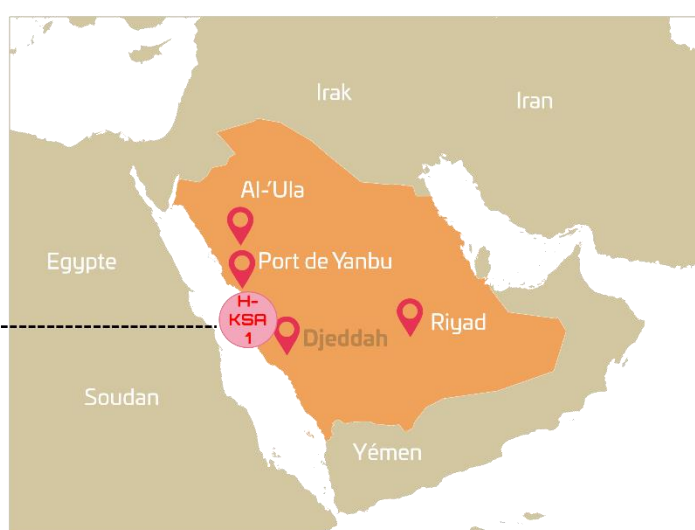 Irak
Iran
Al-'Ula
Egypte
Port de Yanbu
H-
KSA
1
Djeddah
Riyad
Soudan
Yémen